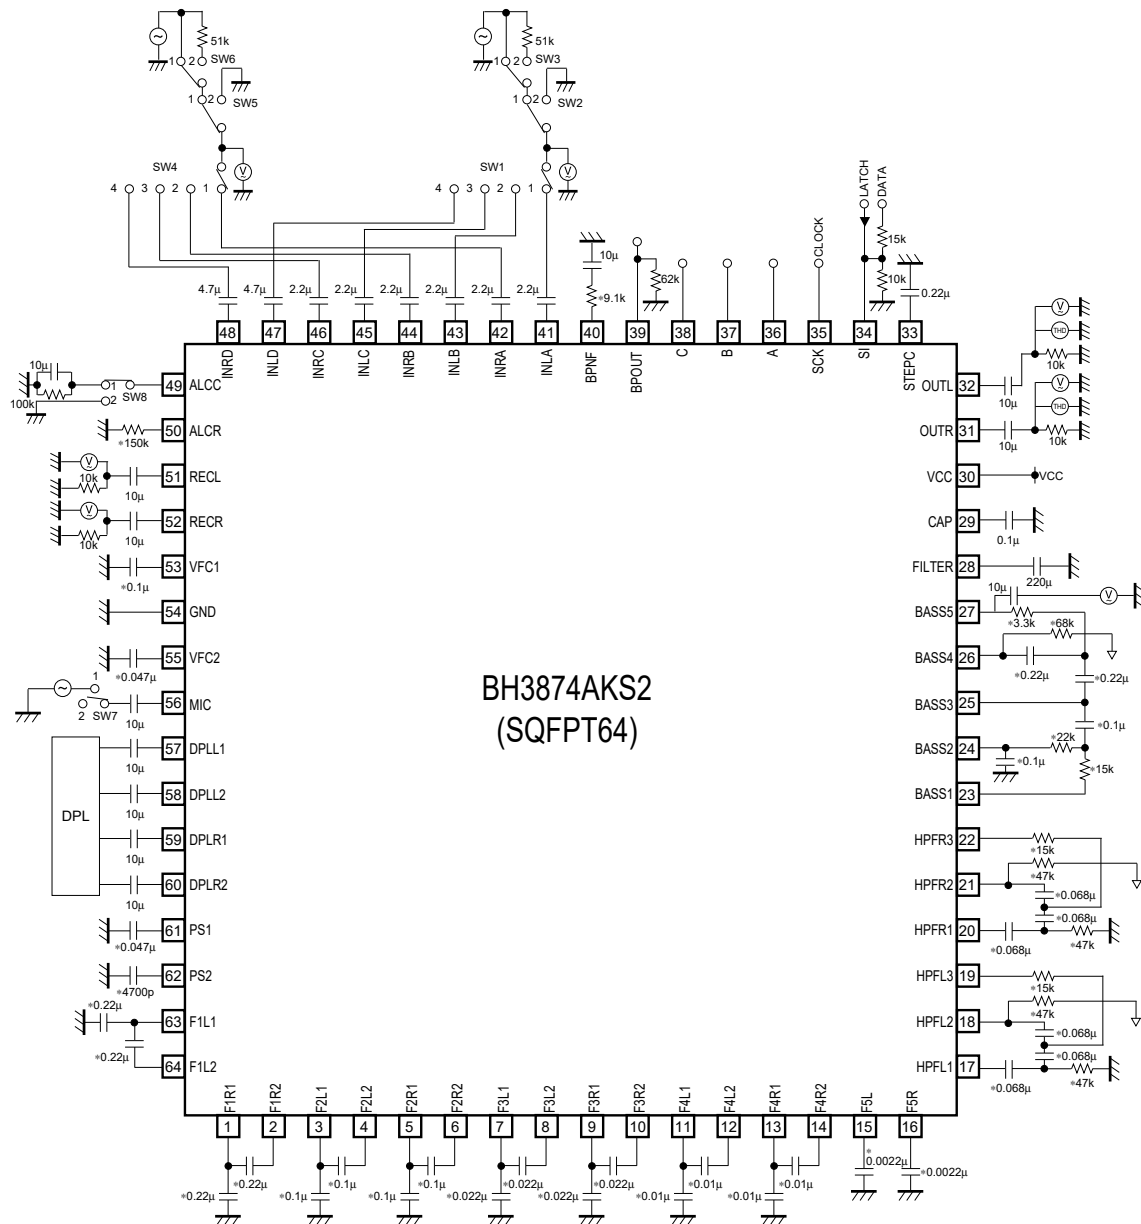 51k
51k
1 2 SW6
1 2 SW3
1 2 SW5
1 2 SW2
V
V
SW4
SW1
4 3 2 1
4 3 2 1
LATCH
DATA
CLOCK
15k
10µ
62k
10k
4.7µ 4.7µ 2.2µ 2.2µ 2.2µ 2.2µ 2.2µ 2.2µ
*9.1k
0.22µ
48 47 46 45 44 43 42 41 40 39 38 37 36 35 34 33
INRD INLD INRC INLC INRB INLB INRA INLA BPNF BPOUT C B A SCK SI STEPC
10µ
100k
1
2
SW8
49 ALCC
*150k
50 ALCR
V
10k
10µ
51 RECL
V
10k
10µ
52 RECR
*0.1µ
53 VFC1
54 GND
*0.047µ
55 VFC2
1
2 SW7
10µ
56 MIC
DPL
10µ
57 DPLL1
10µ
58 DPLL2
10µ
59 DPLR1
10µ
60 DPLR2
*0.047µ
61 PS1
*4700p
62 PS2
*0.22µ
63 F1L1
*0.22µ
64 F1L2
BH3874AKS2
(SQFPT64)
V
THD
10k
OUTL 32
10µ
V
THD
10k
OUTR 31
10µ
VCC 30
VCC
CAP 29
0.1µ
FILTER 28
220µ
BASS5 27
10µ
V
*3.3k
*68k
BASS4 26
*0.22µ
*0.22µ
BASS3 25
*0.1µ
BASS2 24
*22k
*0.1µ
*15k
BASS1 23
HPFR3 22
*15k
*47k
HPFR2 21
*0.068µ
*0.068µ
HPFR1 20
*0.068µ
*47k
HPFL3 19
*15k
*47k
HPFL2 18
*0.068µ
*0.068µ
HPFL1 17
*0.068µ
*47k
F1R1 F1R2 F2L1 F2L2 F2R1 F2R2 F3L1 F3L2 F3R1 F3R2 F4L1 F4L2 F4R1 F4R2 F5L F5R
1 2 3 4 5 6 7 8 9 10 11 12 13 14 15 16
*0.22µ *0.1µ *0.1µ *0.022µ *0.022µ *0.01µ *0.01µ * 0.0022µ *0.0022µ
*0.22µ *0.1µ *0.1µ *0.022µ *0.022µ *0.01µ *0.01µ